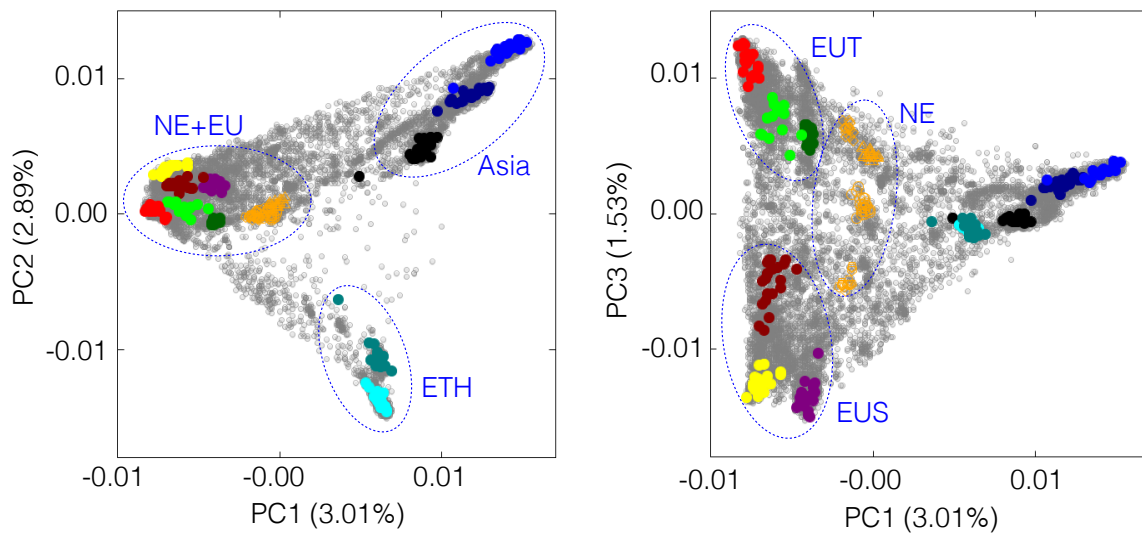 0.01
0.00
-0.01
-0.01
-0.00
0.01
PC2 (2.89%)
PC1 (3.01%)
NE+EU
Asia
ETH
0.01
0.00
-0.01
-0.01
-0.00
0.01
PC3 (1.53%)
PC1 (3.01%)
EUT
NE
EUS